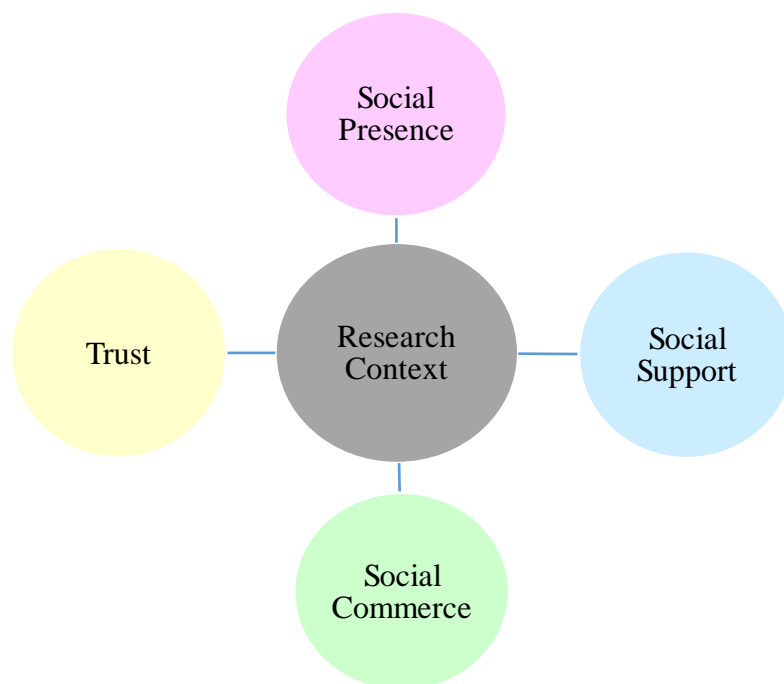 Social
Presence
Trust
Research
Context
Social
Support
Social
Commerce